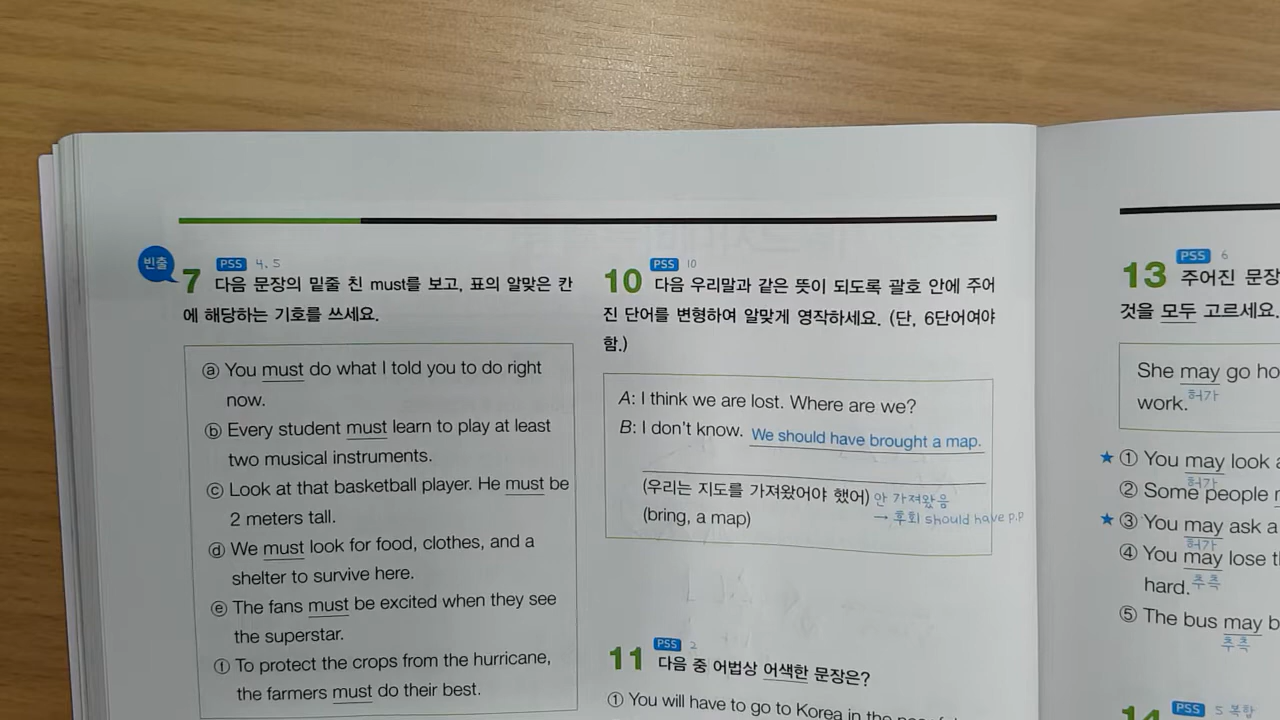 빈출
PSS 4, 5
7 다음 문장의 밑줄 친 must를 보고, 표의 알맞은 칸
에 해당하는 기호를 쓰세요.
ⓐ You must do what I told you to do right
now.
ⓑ Every student must learn to play at least
two musical instruments.
ⓒ Look at that basketball player. He must be
2 meters tall.
ⓓ We must look for food, clothes, and a
shelter to survive here.
ⓔ The fans must be excited when they see
the superstar.
ⓕ To protect the crops from the hurricane,
the farmers must do their best.
PSS 10
10 다음 우리말과 같은 뜻이 되도록 괄호 안에 주어
진 단어를 변형하여 알맞게 영작하세요. (단, 6단어여야
함.)
A: I think we are lost. Where are we?
B: I don't know. We should have brought a map.
(우리는 지도를 가져왔어야 했어) 안 가져왔음
(bring, a map) → 후회 should have p.p
PSS 2
11 다음 중 어법상 어색한 문장은?
① You will have to go to Korea in the
PSS 6
13 주어진 문장
것을 모두 고르세요.
She may go
허가
work.
★ ① You may look
허가
② Some people
★ ③ You may ask a
허가
④ You may lose
hard. 추측
⑤ The bus may
추측
PSS 5 복합
14